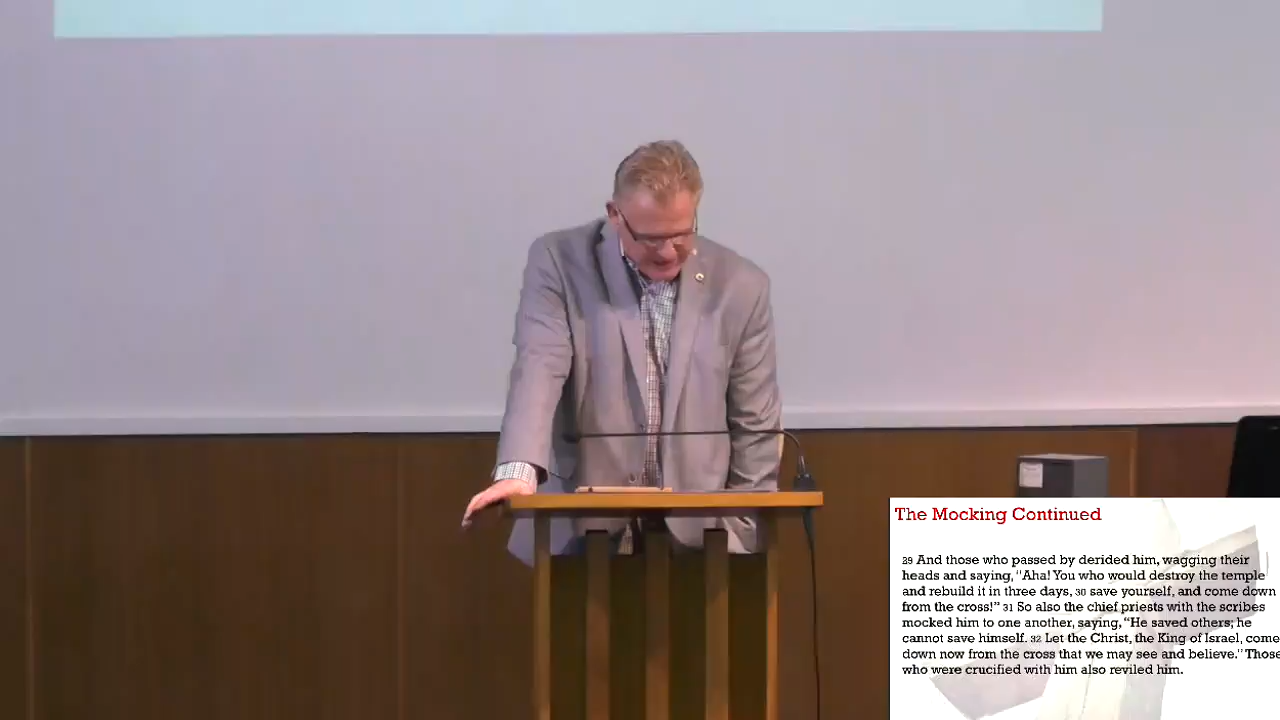 The Mocking Continued
29 And those who passed by derided him, wagging their
heads and saying, “Aha! You who would destroy the temple
and rebuild it in three days, 30 save yourself, and come down
from the cross!” 31 So also the chief priests with the scribes
mocked him to one another, saying, “He saved others; he
cannot save himself. 32 Let the Christ, the King of Israel, come
down now from the cross that we may see and believe.” Those
who were crucified with him also reviled him.